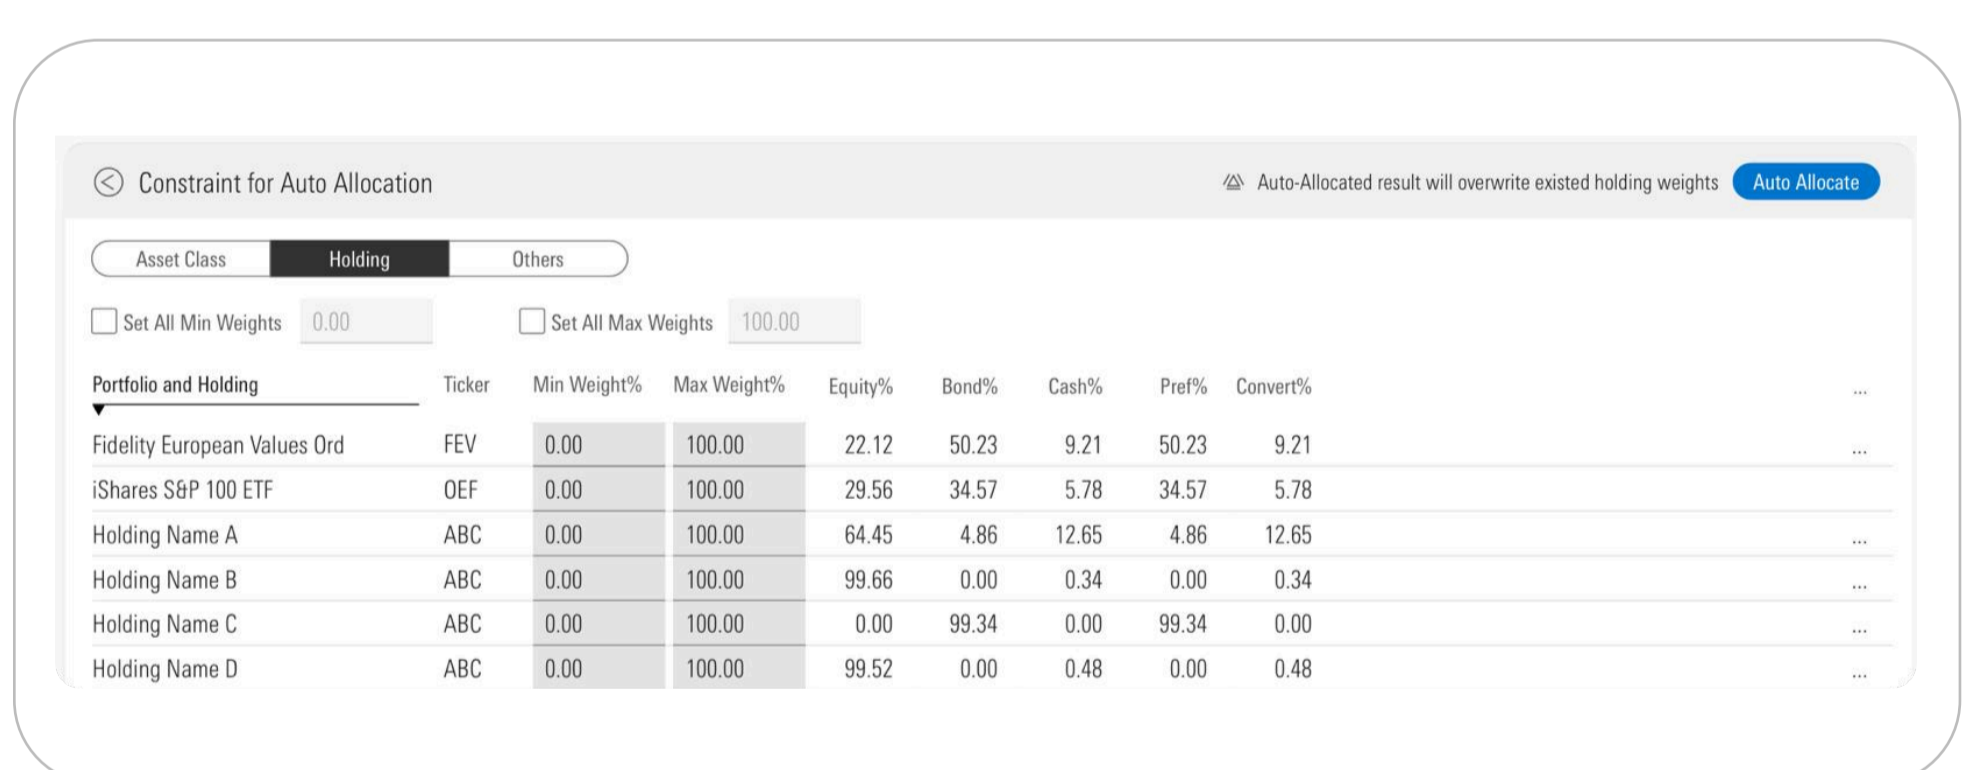 Constraint for Auto Allocation Auto-Allocated result will overwrite existed holding weights Auto Allocate
Asset Class Holding Others
Set All Min Weights 0.00 Set All Max Weights 100.00
Portfolio and Holding Ticker Min Weight% Max Weight% Equity% Bond% Cash% Pref% Convert% ...
Fidelity European Values Ord FEV 0.00 100.00 22.12 50.23 9.21 50.23 9.21 ...
iShares S&P 100 ETF OEF 0.00 100.00 29.56 34.57 5.78 34.57 5.78
Holding Name A ABC 0.00 100.00 64.45 4.86 12.65 4.86 12.65 ...
Holding Name B ABC 0.00 100.00 99.66 0.00 0.34 0.00 0.34 ...
Holding Name C ABC 0.00 100.00 0.00 99.34 0.00 99.34 0.00 ...
Holding Name D ABC 0.00 100.00 99.52 0.00 0.48 0.00 0.48 ...